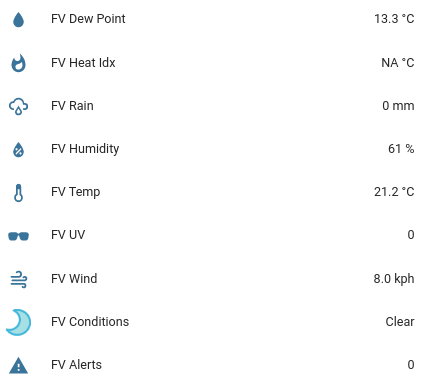 FV Dew Point 13.3 °C
FV Heat Idx NA °C
FV Rain 0 mm
FV Humidity 61 %
FV Temp 21.2 °C
FV UV 0
FV Wind 8.0 kph
FV Conditions Clear
FV Alerts 0